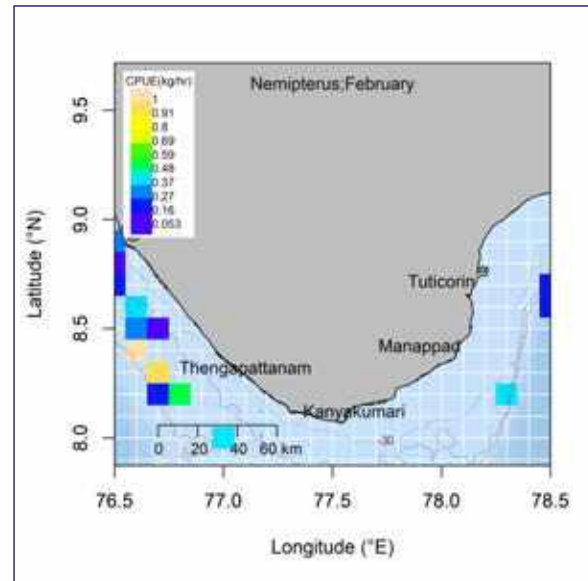 Nemipterus;February
CPUE(kg/hr)
1
0.91
0.8
0.69
0.59
0.48
0.37
0.27
0.16
0.053
9.5
9.0
8.5
8.0
Latitude (°N)
Tuticorin
Manappad
Thengapattanam
Kanyakumari
-30
0 20 40 60 km
76.5 77.0 77.5 78.0 78.5
Longitude (°E)